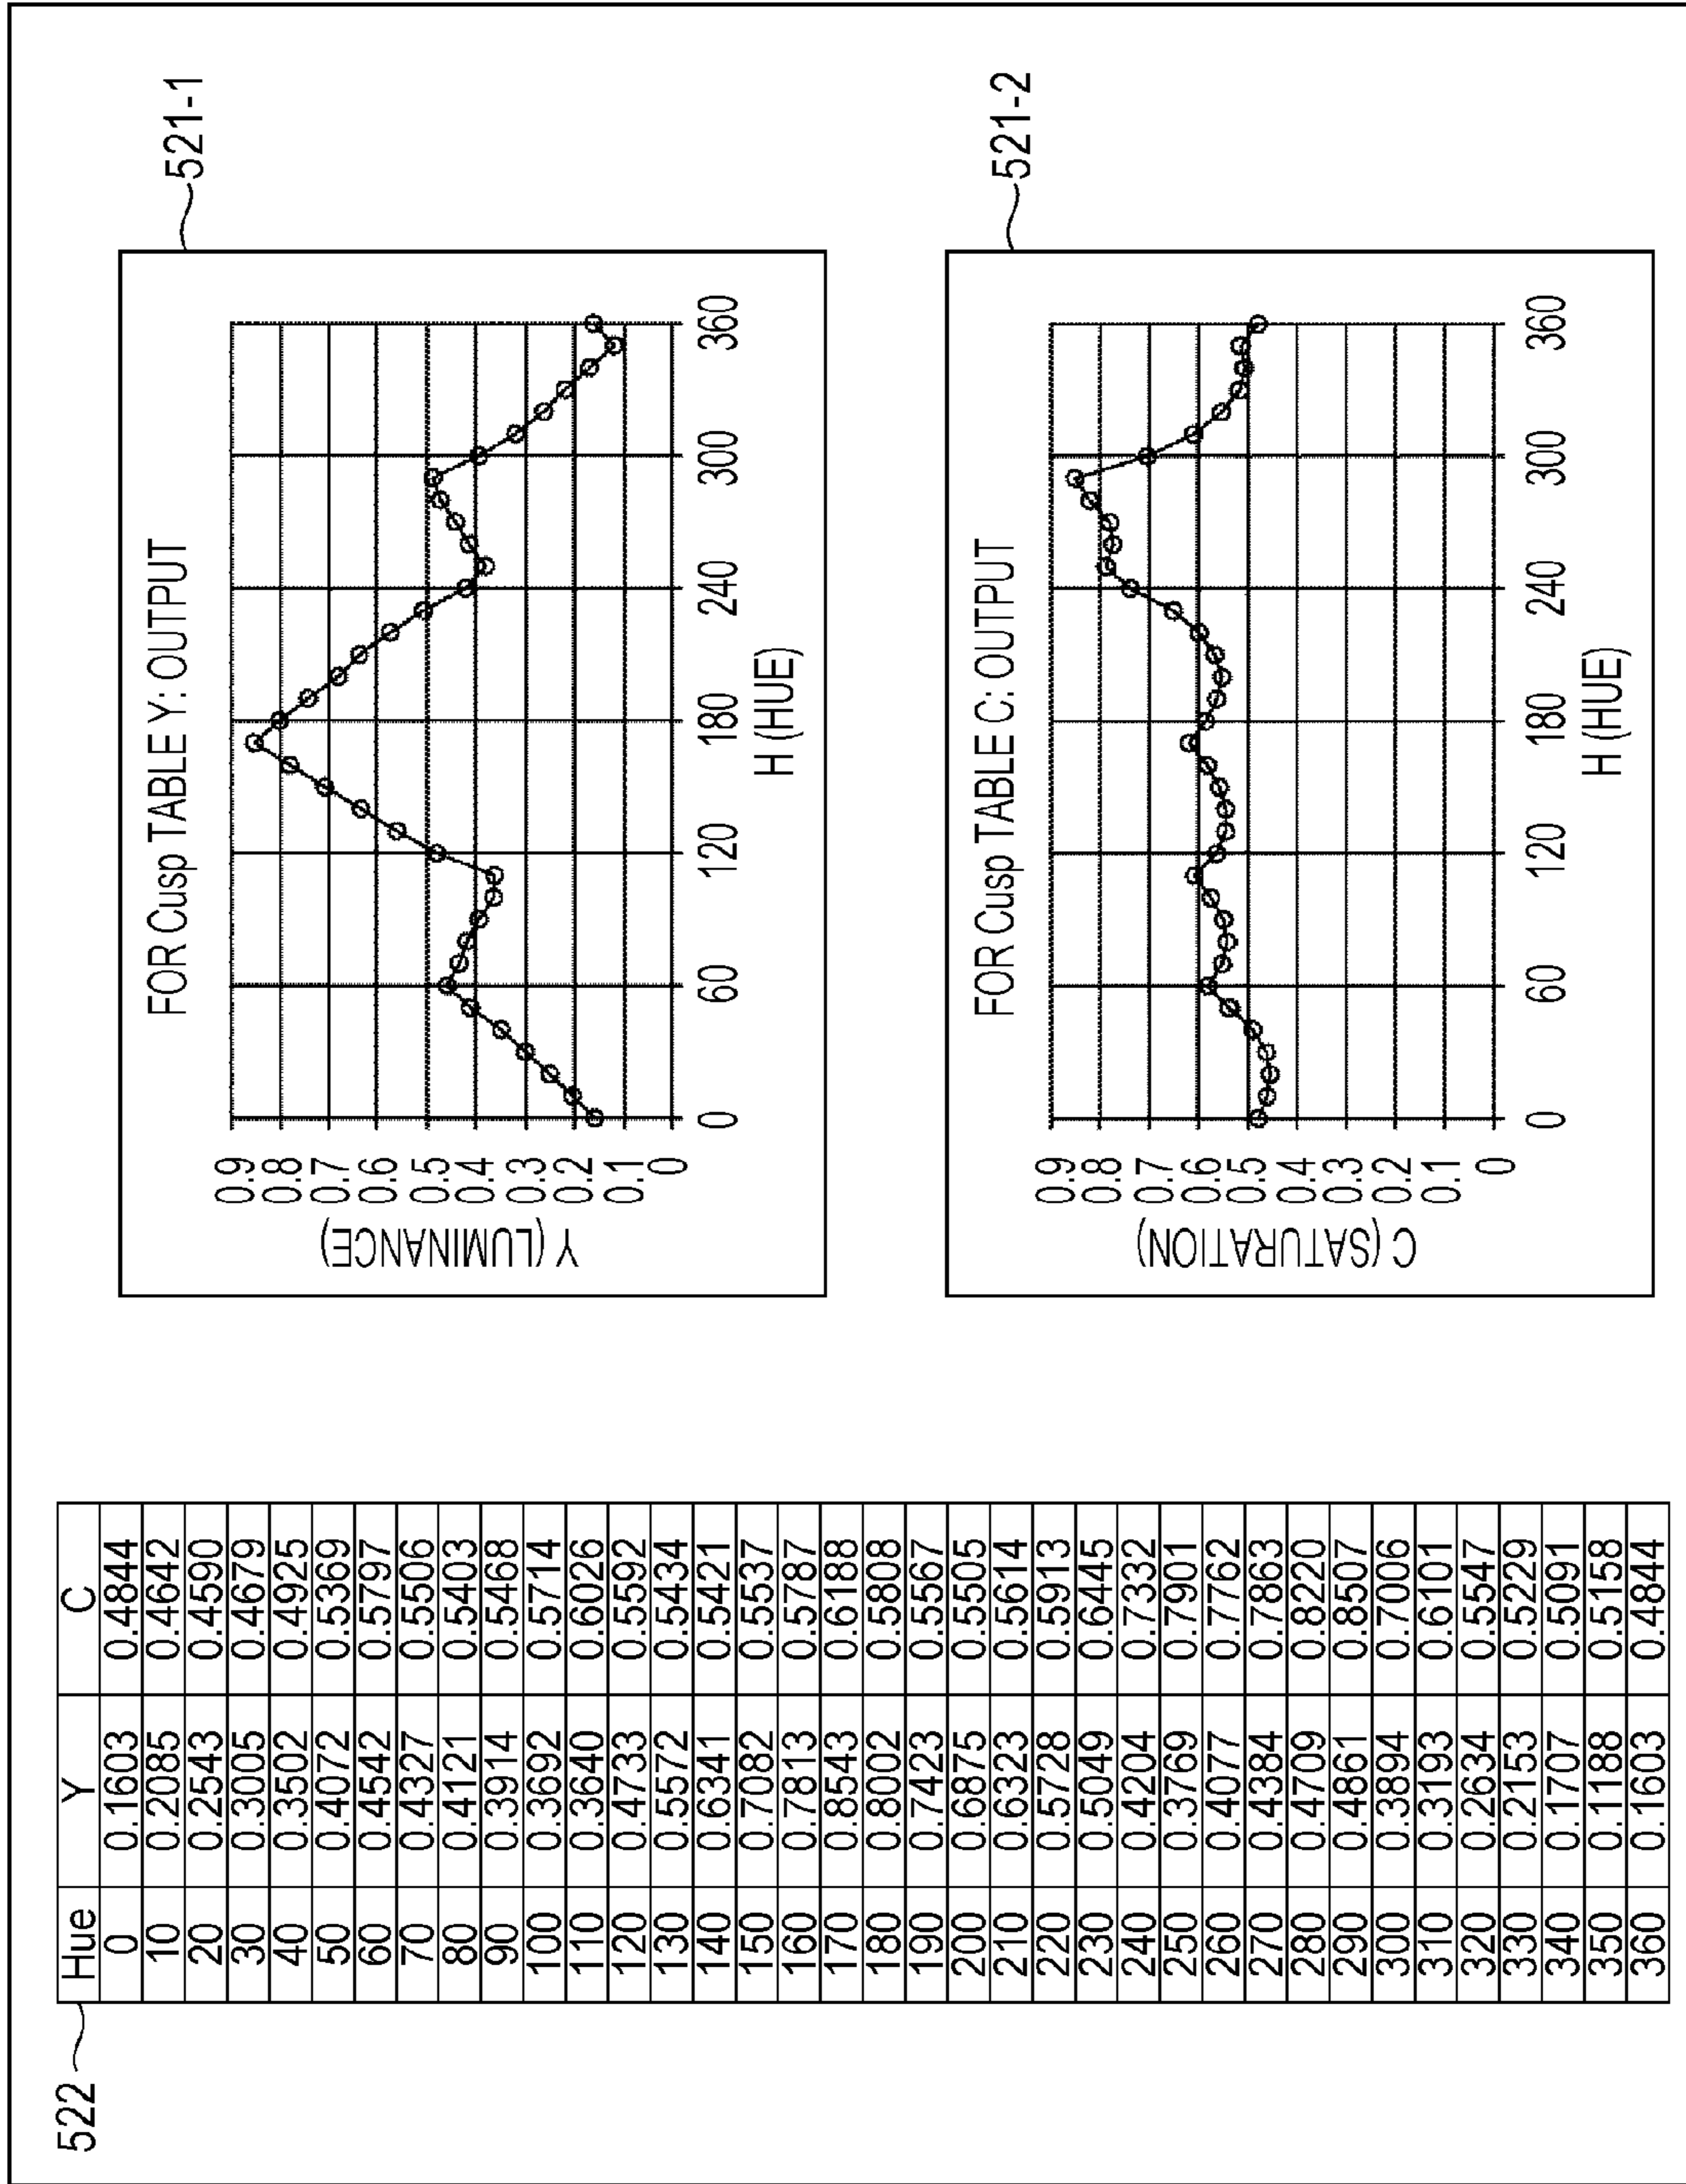 522
Hue Y C
0 0.1603 0.4844
10 0.2085 0.4642
20 0.2543 0.4590
30 0.3005 0.4679
40 0.3502 0.4925
50 0.4072 0.5369
60 0.4542 0.5797
70 0.4327 0.5506
80 0.4121 0.5403
90 0.3914 0.5468
100 0.3692 0.5714
110 0.3640 0.6026
120 0.4733 0.5592
130 0.5572 0.5434
140 0.6341 0.5421
150 0.7082 0.5537
160 0.7813 0.5787
170 0.8543 0.6188
180 0.8002 0.5808
190 0.7423 0.5567
200 0.6875 0.5505
210 0.6323 0.5614
220 0.5728 0.5913
230 0.5049 0.6445
240 0.4204 0.7332
250 0.3769 0.7901
260 0.4077 0.7762
270 0.4384 0.7863
280 0.4709 0.8220
290 0.4861 0.8507
300 0.3894 0.7006
310 0.3193 0.6101
320 0.2634 0.5547
330 0.2153 0.5229
340 0.1707 0.5091
350 0.1188 0.5158
360 0.1603 0.4844
521-1
FOR Cusp TABLE Y: OUTPUT
Y (LUMINANCE)
0.9
0.8
0.7
0.6
0.5
0.4
0.3
0.2
0.1
0
0 60 120 180 240 300 360
H (HUE)
521-2
FOR Cusp TABLE C: OUTPUT
C (SATURATION)
0.9
0.8
0.7
0.6
0.5
0.4
0.3
0.2
0.1
0
0 60 120 180 240 300 360
H (HUE)